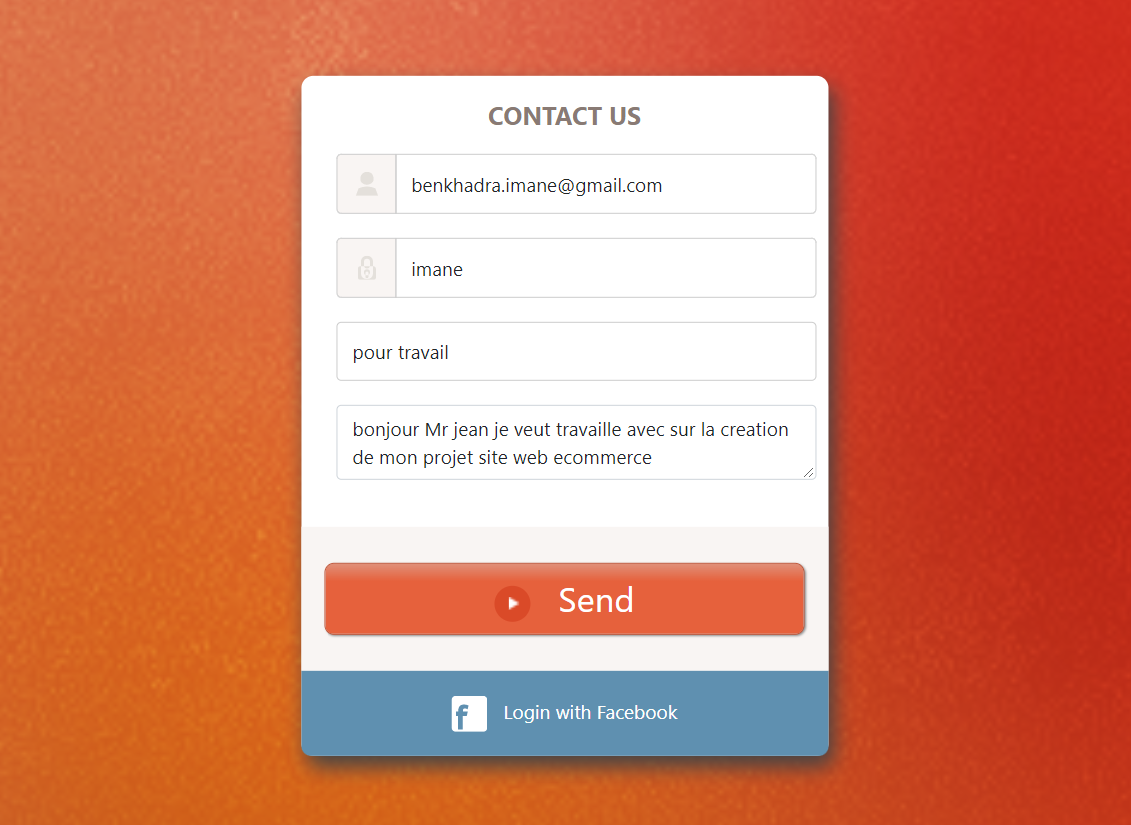 CONTACT US
benkhadra.imane@gmail.com
imane
pour travail
bonjour Mr jean je veut travaille avec sur la creation
de mon projet site web ecommerce
Send
f Login with Facebook